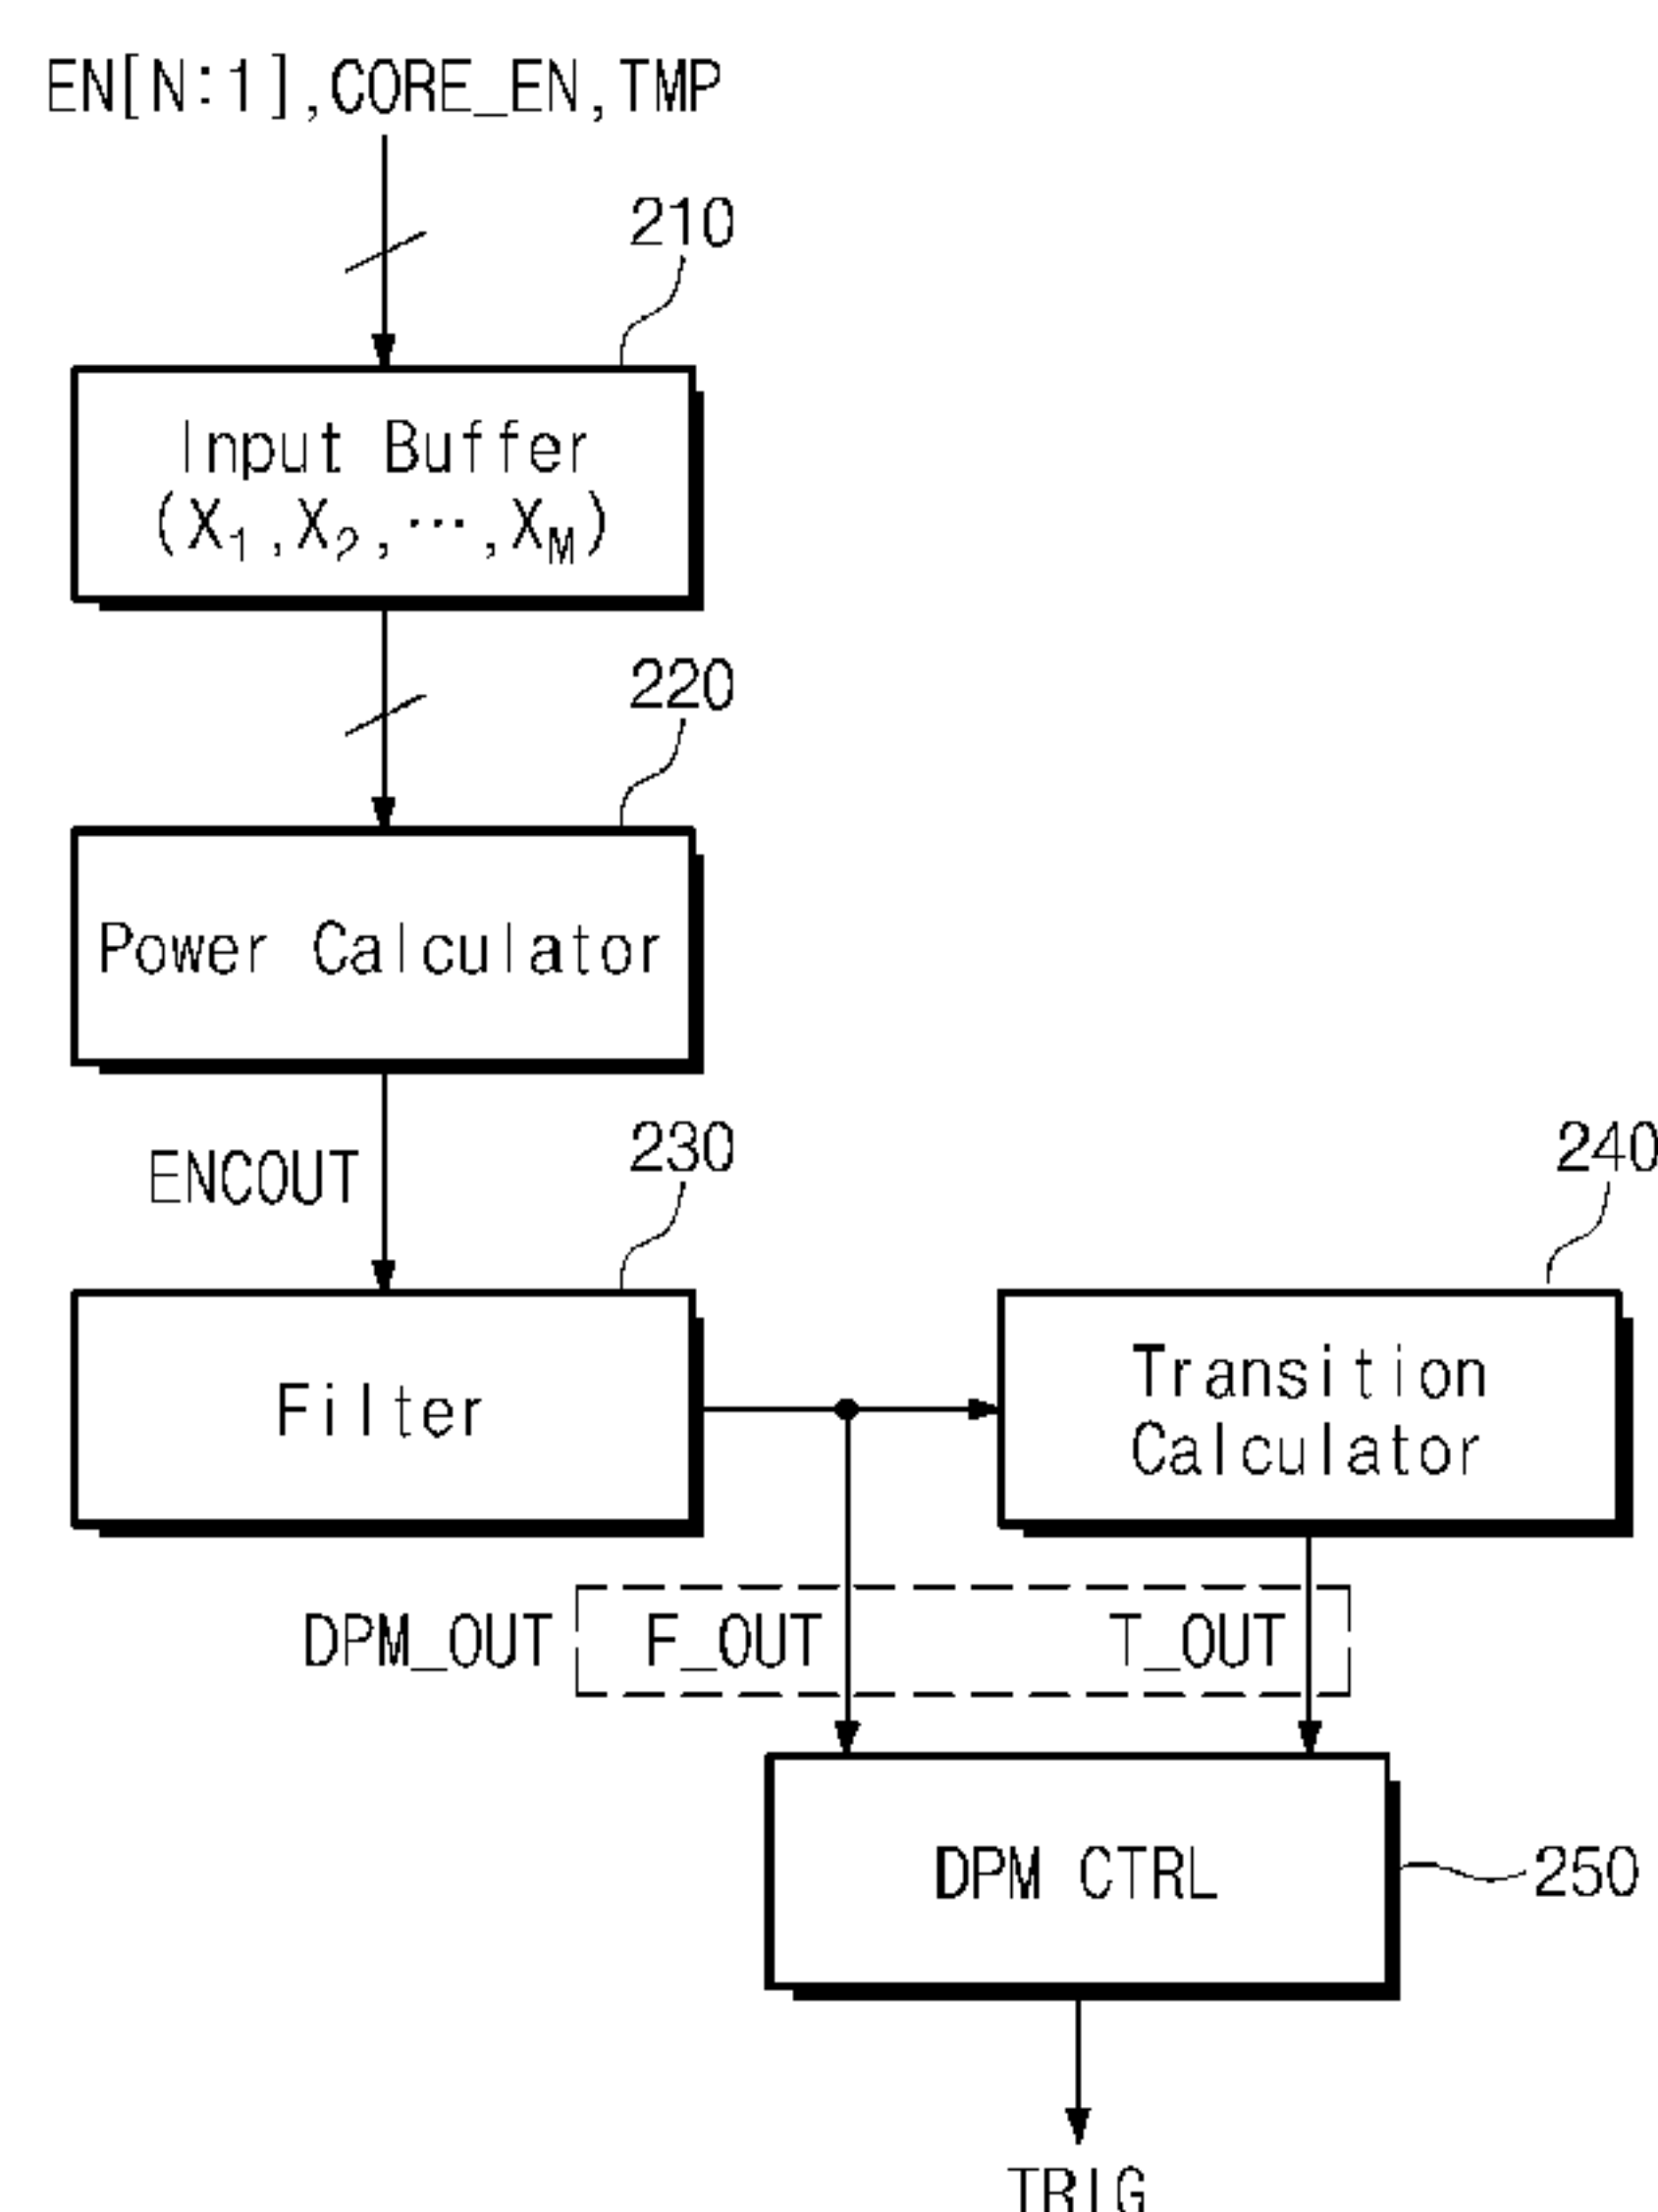 EN[N:1],CORE_EN,TMP
210
Input Buffer
(X₁,X₂,⋯,X_M)
220
Power Calculator
ENCOUT
230
240
Filter
Transition
Calculator
DPM_OUT
F_OUT
T_OUT
DPM CTRL
250
TRIG